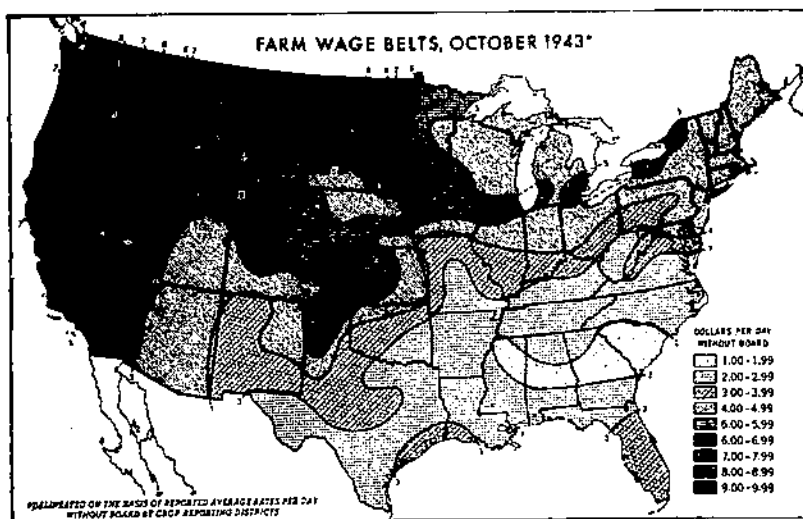 FARM WAGE BELTS, OCTOBER 1943*
DOLLARS PER DAY
WITHOUT BOARD
1.00 - 1.99
2.00 - 2.99
3.00 - 3.99
4.00 - 4.99
5.00 - 5.99
6.00 - 6.99
7.00 - 7.99
8.00 - 8.99
9.00 - 9.99
*DELINEATED ON THE BASIS OF REPORTED AVERAGE RATES PER DAY
WITHOUT BOARD BY CROP REPORTING DISTRICTS